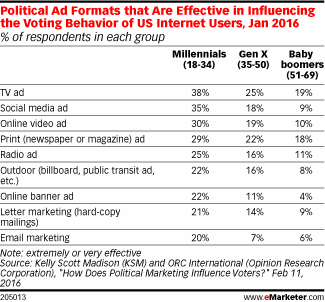 Political Ad Formats that Are Effective in Influencing
the Voting Behavior of US Internet Users, Jan 2016
% of respondents in each group
Millennials Gen X Baby
(18-34) (35-50) boomers
(51-69)
TV ad 38% 25% 19%
Social media ad 35% 18% 9%
Online video ad 30% 19% 10%
Print (newspaper or magazine) ad 29% 22% 18%
Radio ad 25% 16% 11%
Outdoor (billboard, public transit ad, 22% 16% 8%
etc.)
Online banner ad 22% 11% 4%
Letter marketing (hard-copy 21% 14% 9%
mailings)
Email marketing 20% 7% 6%
Note: extremely or very effective
Source: Kelly Scott Madison (KSM) and ORC International (Opinion Research
Corporation), "How Does Political Marketing Influence Voters?" Feb 11,
2016
205013 www.eMarketer.com